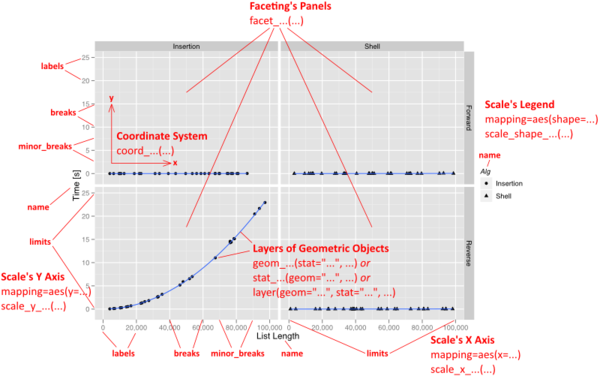 Faceting's Panels
facet_...(...)
Insertion
Shell
labels
25
20
15
10
5
0
breaks
minor_breaks
y
x
Coordinate System
coord_...(...)
Forward
Scale's Legend
mapping=aes(shape=...)
scale_shape_...(...)
name
Alg
Insertion
Shell
Time [s]
name
limits
25
20
15
10
5
0
Scale's Y Axis
mapping=aes(y=...)
scale_y_...(...)
Layers of Geometric Objects
geom_...(stat="...", ...) or
stat_...(geom="...", ...) or
layer(geom="...", stat="...", ...)
Reverse
0 20,000 40,000 60,000 80,000 100,000 0 20,000 40,000 60,000 80,000 100,000
List Length
labels
breaks
minor_breaks
name
limits
Scale's X Axis
mapping=aes(x=...)
scale_x_...(...)